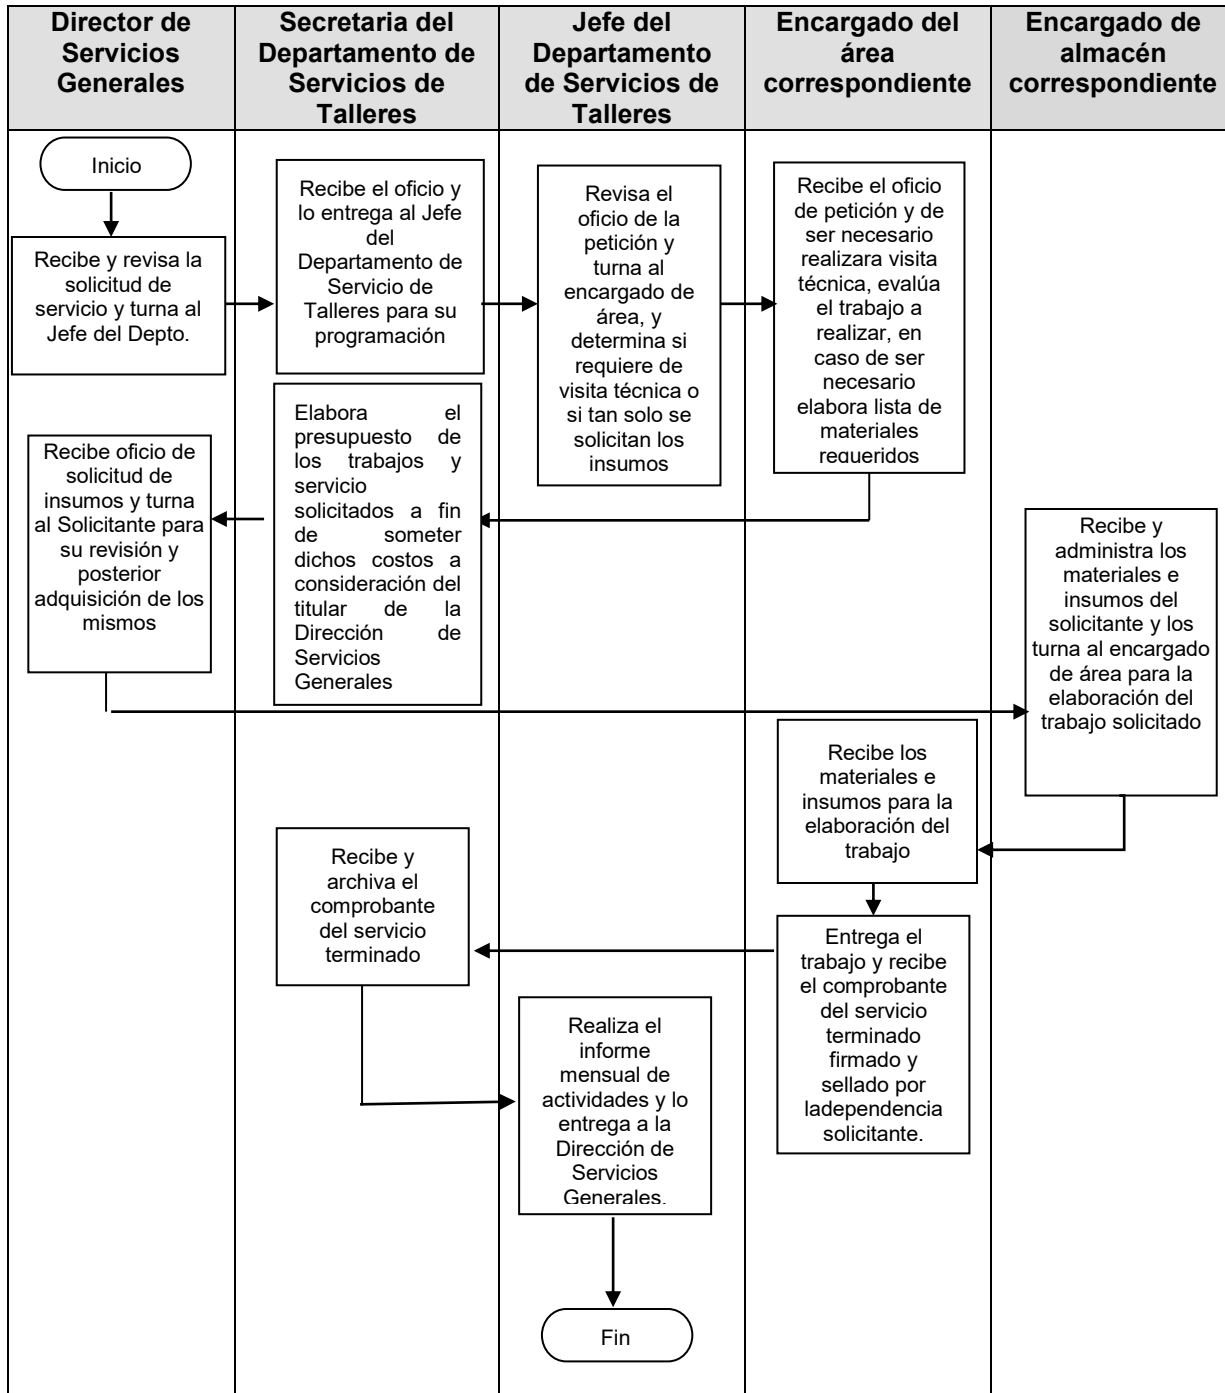 Director de
Servicios
Generales
Secretaria del
Departamento de
Servicios de
Talleres
Jefe del
Departamento
de Servicios de
Talleres
Encargado del
área
correspondiente
Encargado de
almacén
correspondiente
Inicio
Recibe y revisa la
solicitud de
servicio y turna al
Jefe del Depto.
Recibe el oficio y
lo entrega al Jefe
del
Departamento de
Servicio de
Talleres para su
programación
Revisa el
oficio de la
petición y
turna al
encargado de
área, y
determina si
requiere de
visita técnica o
si tan solo se
solicitan los
insumos
Recibe el oficio
de petición y de
ser necesario
realizara visita
técnica, evalúa
el trabajo a
realizar, en
caso de ser
necesario
elabora lista de
materiales
requeridos
Elabora el
presupuesto de
los trabajos y
servicio
solicitados a fin
de someter
dichos costos a
consideración del
titular de la
Dirección de
Servicios
Generales
Recibe oficio de
solicitud de
insumos y turna
al Solicitante para
su revisión y
posterior
adquisición de los
mismos
Recibe y
administra los
materiales e
insumos del
solicitante y los
turna al encargado
de área para la
elaboración del
trabajo solicitado
Recibe los
materiales e
insumos para la
elaboración del
trabajo
Entrega el
trabajo y recibe
el comprobante
del servicio
terminado
firmado y
sellado por
ladependencia
solicitante.
Recibe y
archiva el
comprobante
del servicio
terminado
Realiza el
informe
mensual de
actividades y lo
entrega a la
Dirección de
Servicios
Generales.
Fin